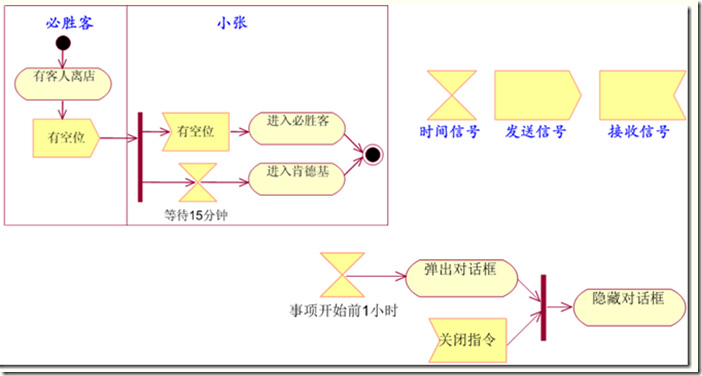 必胜客
小张
有客人离店
有空位
有空位
进入必胜客
进入肯德基
等待15分钟
时间信号
发送信号
接收信号
弹出对话框
事项开始前1小时
关闭指令
隐藏对话框